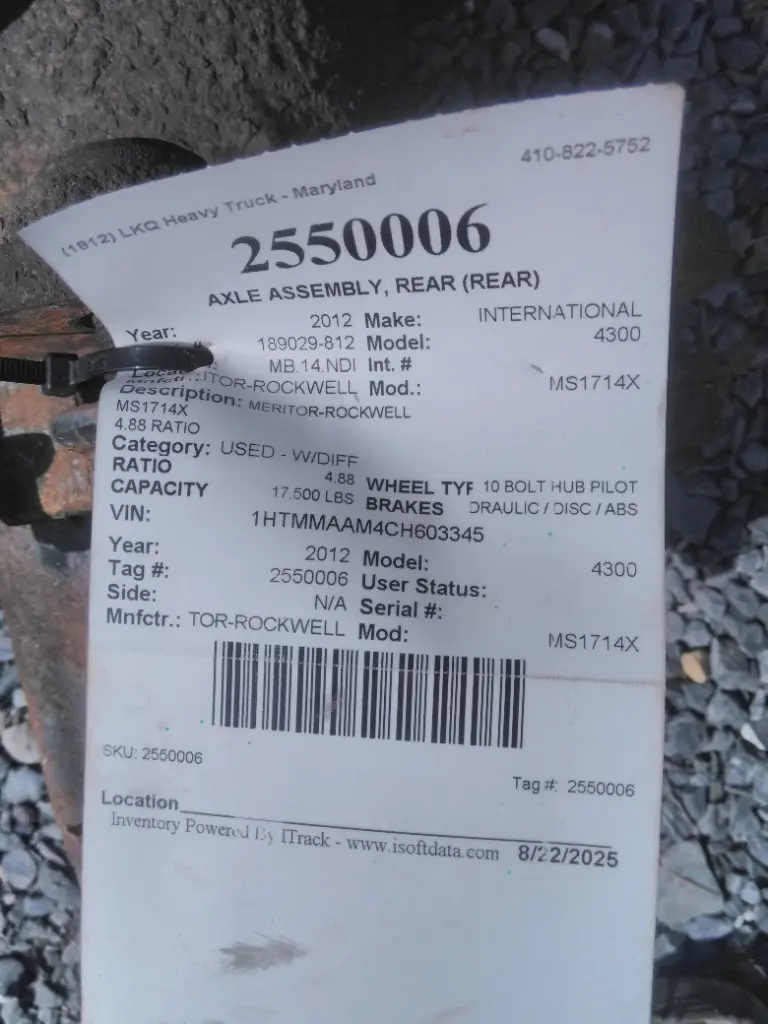 410-822-5752
(1812) LKQ Heavy Truck - Maryland
2550006
AXLE ASSEMBLY, REAR (REAR)
Year: 2012 Make: INTERNATIONAL
# 189029-812 Model: 4300
MB.14.NDI Int. #
Mnfctr.: ITOR-ROCKWELL Mod.: MS1714X
Description: MERITOR-ROCKWELL
MS1714X
4.88 RATIO
Category: USED - W/DIFF
RATIO 4.88 WHEEL TYP 10 BOLT HUB PILOT
CAPACITY 17,500 LBS BRAKES DRAULIC / DISC / ABS
VIN: 1HTMMAAM4CH603345
Year: 2012 Model: 4300
Tag #: 2550006 User Status:
Side: N/A Serial #:
Mnfctr.: TOR-ROCKWELL Mod: MS1714X
SKU: 2550006
Tag #: 2550006
Location
Inventory Powered By ITrack - www.isoftdata.com 8/22/2025